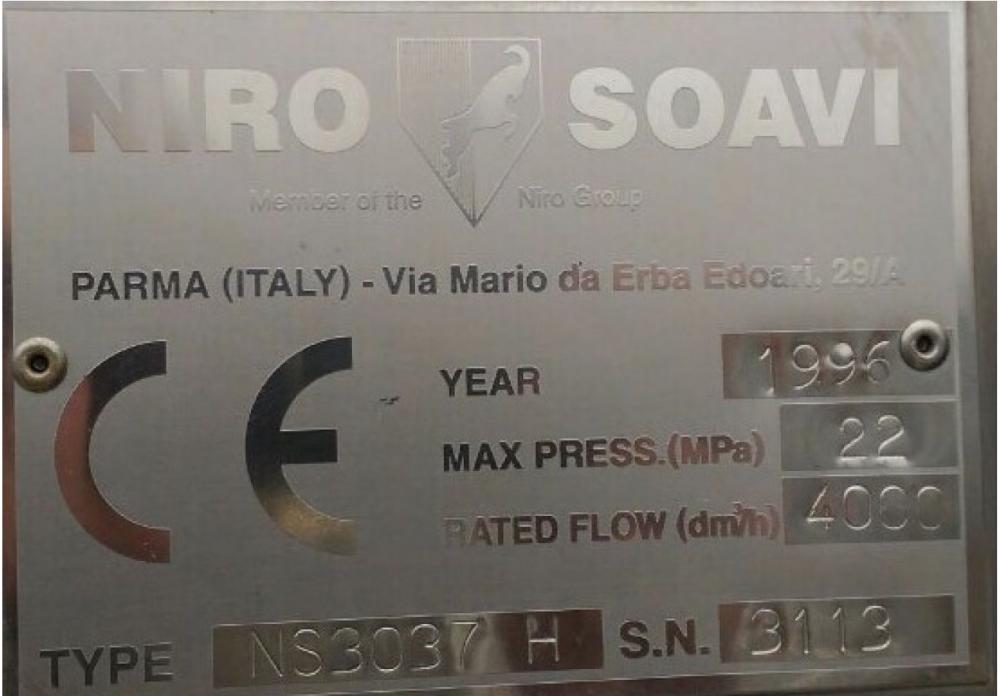 NIRO SOAVI
Member of the Niro Group
PARMA (ITALY) - Via Mario da Erba Edoari, 29/A
CE
YEAR 1996
MAX PRESS.(MPa) 22
RATED FLOW (dm³/h) 4000
TYPE NS3037 H S.N. 3113